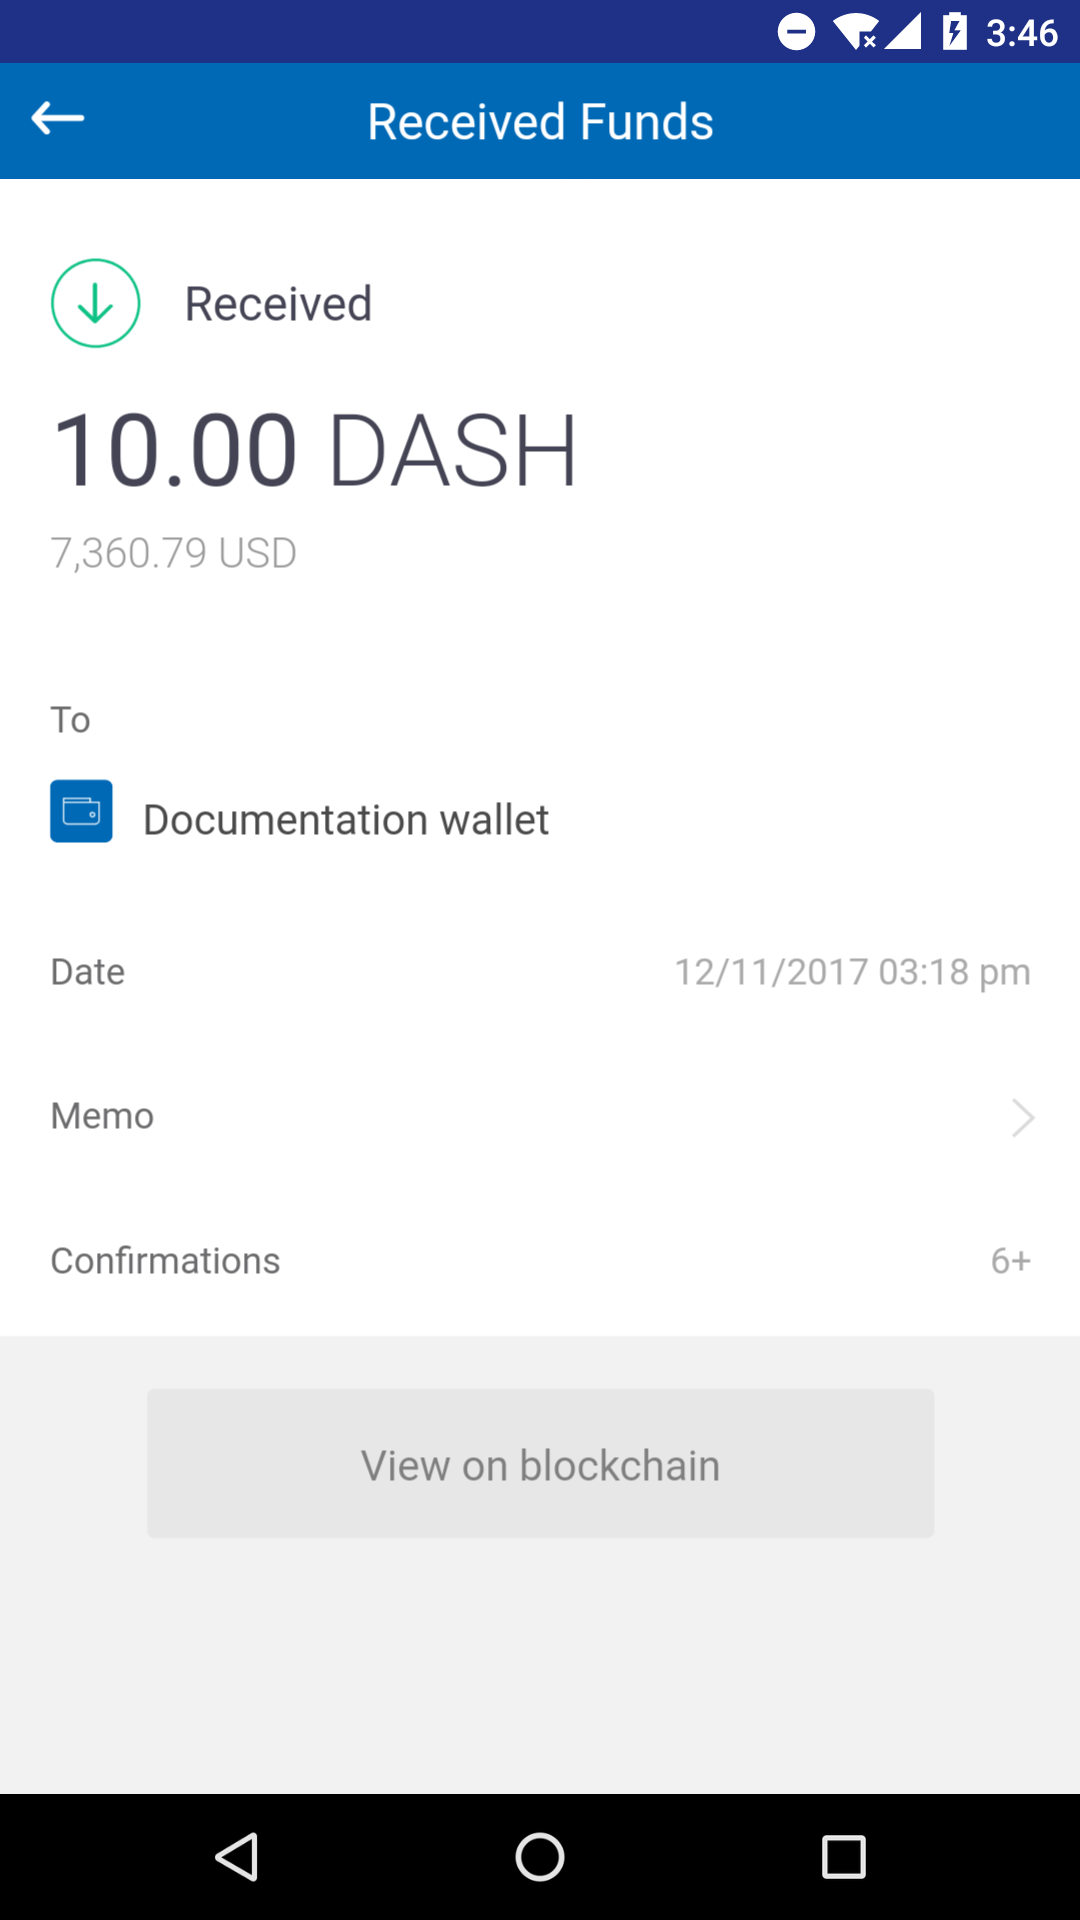 3:46
Received Funds
Received
10.00 DASH
7,360.79 USD
To
Documentation wallet
Date 12/11/2017 03:18 pm
Memo
Confirmations 6+
View on blockchain